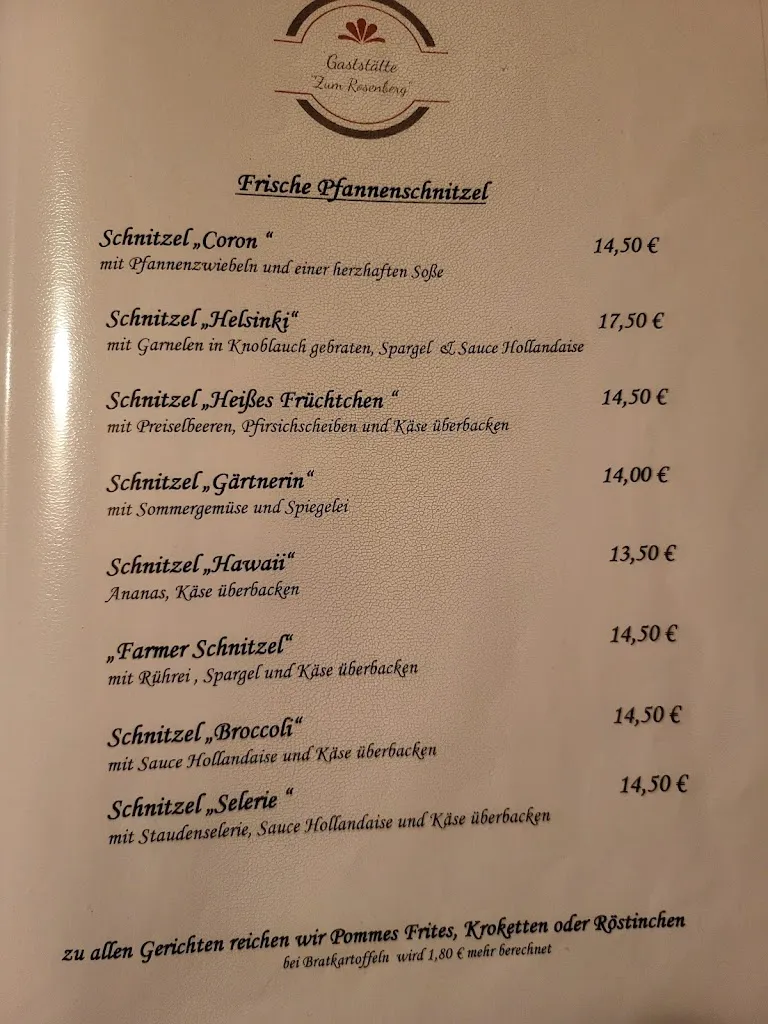 Gaststätte
"Zum Rosenberg"
Frische Pfannenschnitzel
Schnitzel „Coron “ 14,50 €
mit Pfannenzwiebeln und einer herzhaften Soße
Schnitzel „Helsinki“ 17,50 €
mit Garnelen in Knoblauch gebraten, Spargel & Sauce Hollandaise
Schnitzel „Heißes Früchtchen “ 14,50 €
mit Preiselbeeren, Pfirsichscheiben und Käse überbacken
Schnitzel „Gärtnerin“ 14,00 €
mit Sommergemüse und Spiegelei
Schnitzel „Hawaii“ 13,50 €
Ananas, Käse überbacken
„Farmer Schnitzel“ 14,50 €
mit Rührei , Spargel und Käse überbacken
Schnitzel „Broccoli“ 14,50 €
mit Sauce Hollandaise und Käse überbacken
Schnitzel „Selerie “ 14,50 €
mit Staudenselerie, Sauce Hollandaise und Käse überbacken
zu allen Gerichten reichen wir Pommes Frites, Kroketten oder Röstinchen
bei Bratkartoffeln wird 1,80 € mehr berechnet